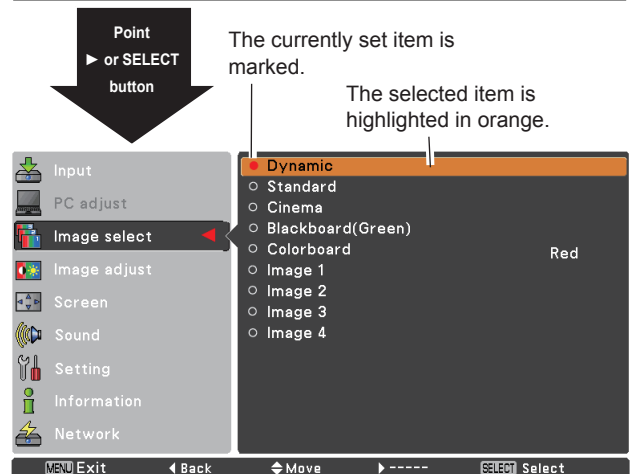 Point
► or SELECT
button
The currently set item is
marked.
The selected item is
highlighted in orange.
Input
PC adjust
Image select
Image adjust
Screen
Sound
Setting
Information
Network
Dynamic
Standard
Cinema
Blackboard(Green)
Colorboard Red
Image 1
Image 2
Image 3
Image 4
MENU Exit ◄Back Move ►----- SELECT Select